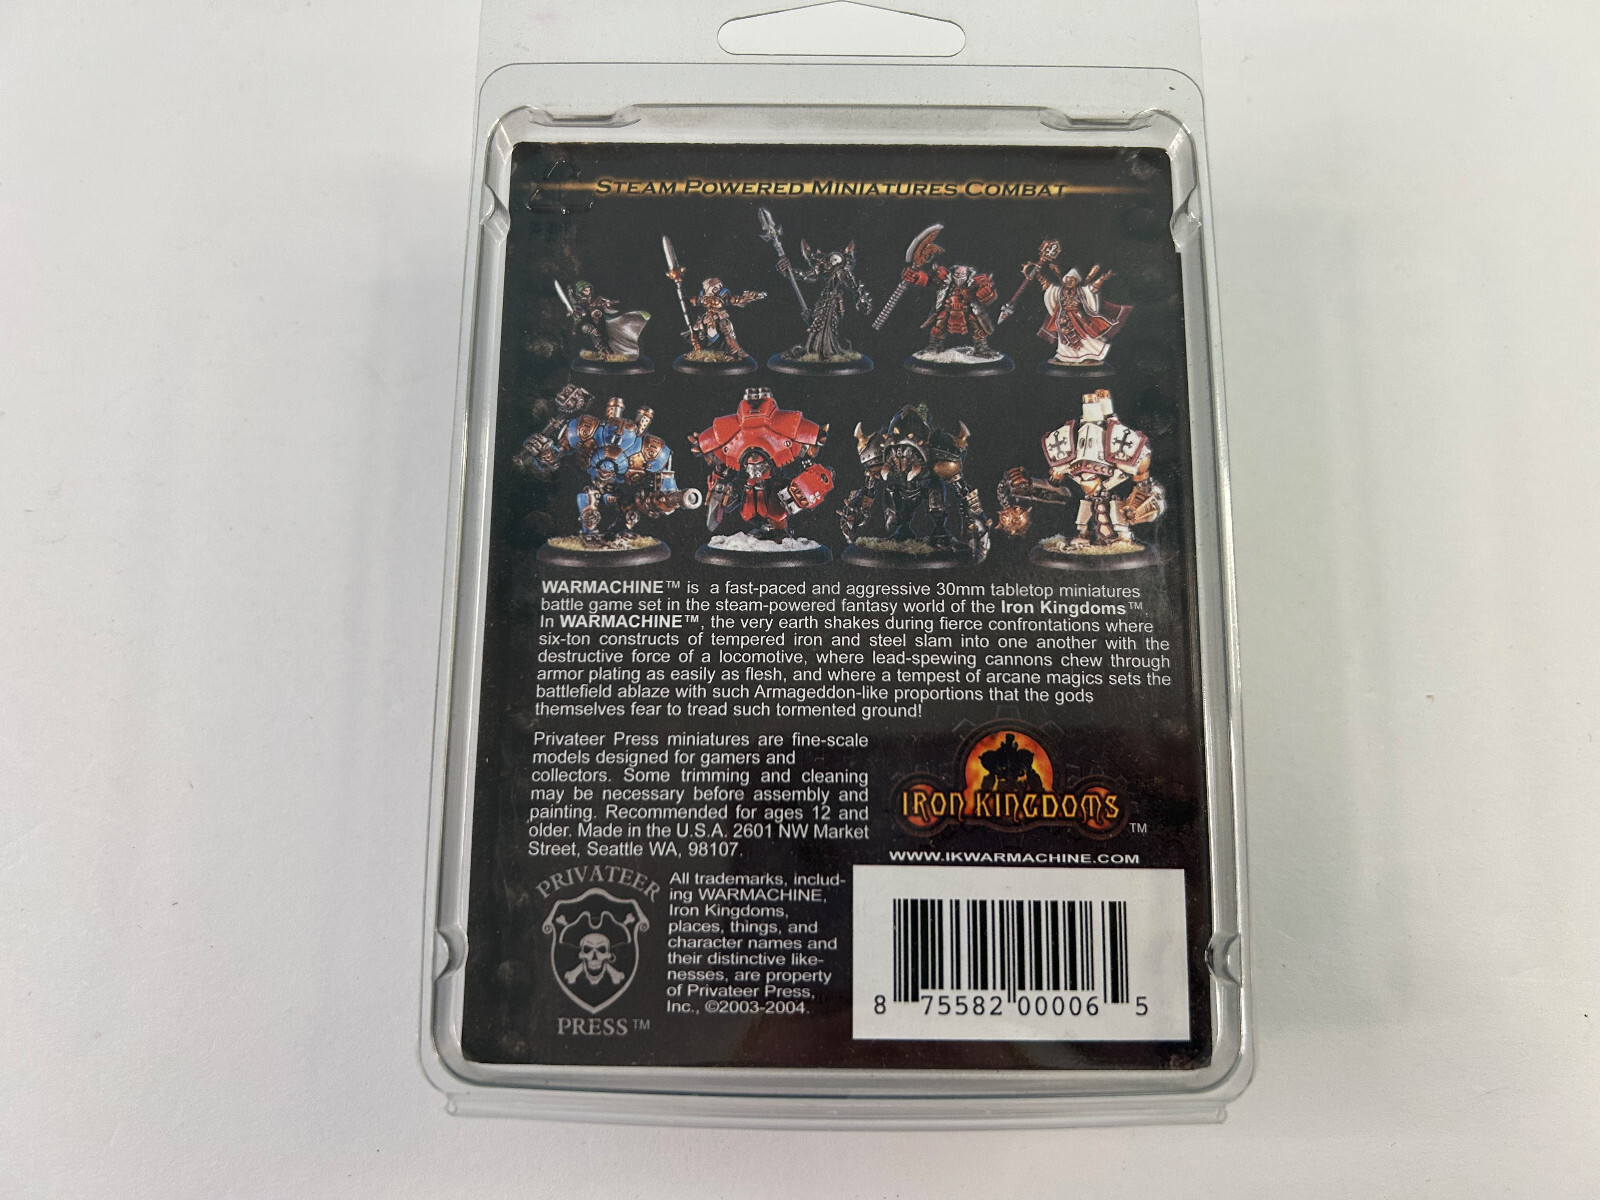 STEAM POWERED MINIATURES COMBAT
WARMACHINE™ is a fast-paced and aggressive 30mm tabletop miniatures
battle game set in the steam-powered fantasy world of the Iron Kingdoms™.
In WARMACHINE™, the very earth shakes during fierce confrontations where
six-ton constructs of tempered iron and steel slam into one another with the
destructive force of a locomotive, where lead-spewing cannons chew through
armor plating as easily as flesh, and where a tempest of arcane magics sets the
battlefield ablaze with such Armageddon-like proportions that the gods
themselves fear to tread such tormented ground!
Privateer Press miniatures are fine-scale
models designed for gamers and
collectors. Some trimming and cleaning
may be necessary before assembly and
painting. Recommended for ages 12 and
older. Made in the U.S.A. 2601 NW Market
Street, Seattle WA, 98107.
IRON KINGDOMS™
WWW.IKWARMACHINE.COM
PRIVATEER
PRESS™
All trademarks, includ-
ing WARMACHINE,
Iron Kingdoms,
places, things, and
character names and
their distinctive like-
nesses, are property
of Privateer Press,
Inc., ©2003-2004.
8 75582 00006 5